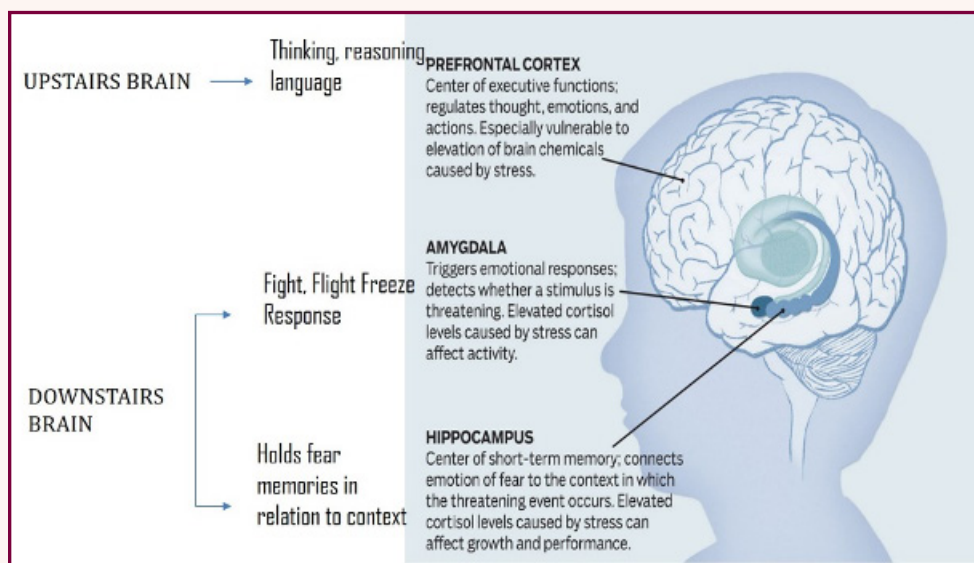 UPSTAIRS BRAIN
Thinking, reasoning,
language
PREFRONTAL CORTEX
Center of executive functions;
regulates thought, emotions, and
actions. Especially vulnerable to
elevation of brain chemicals
caused by stress.
DOWNSTAIRS
BRAIN
Fight, Flight Freeze
Response
AMYGDALA
Triggers emotional responses;
detects whether a stimulus is
threatening. Elevated cortisol
levels caused by stress can
affect activity.
Holds fear
memories in
relation to context
HIPPOCAMPUS
Center of short-term memory; connects
emotion of fear to the context in which
the threatening event occurs. Elevated
cortisol levels caused by stress can
affect growth and performance.